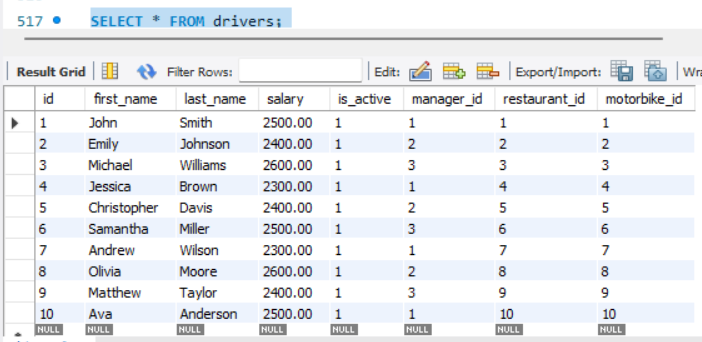 517 SELECT * FROM drivers;
Result Grid Filter Rows: Edit: Export/Import: Wra
id first_name last_name salary is_active manager_id restaurant_id motorbike_id
1 John Smith 2500.00 1 1 1 1
2 Emily Johnson 2400.00 1 2 2 2
3 Michael Williams 2600.00 1 3 3 3
4 Jessica Brown 2300.00 1 1 4 4
5 Christopher Davis 2400.00 1 2 5 5
6 Samantha Miller 2500.00 1 3 6 6
7 Andrew Wilson 2300.00 1 1 7 7
8 Olivia Moore 2600.00 1 2 8 8
9 Matthew Taylor 2400.00 1 3 9 9
10 Ava Anderson 2500.00 1 1 10 10
NULL NULL NULL NULL NULL NULL NULL NULL